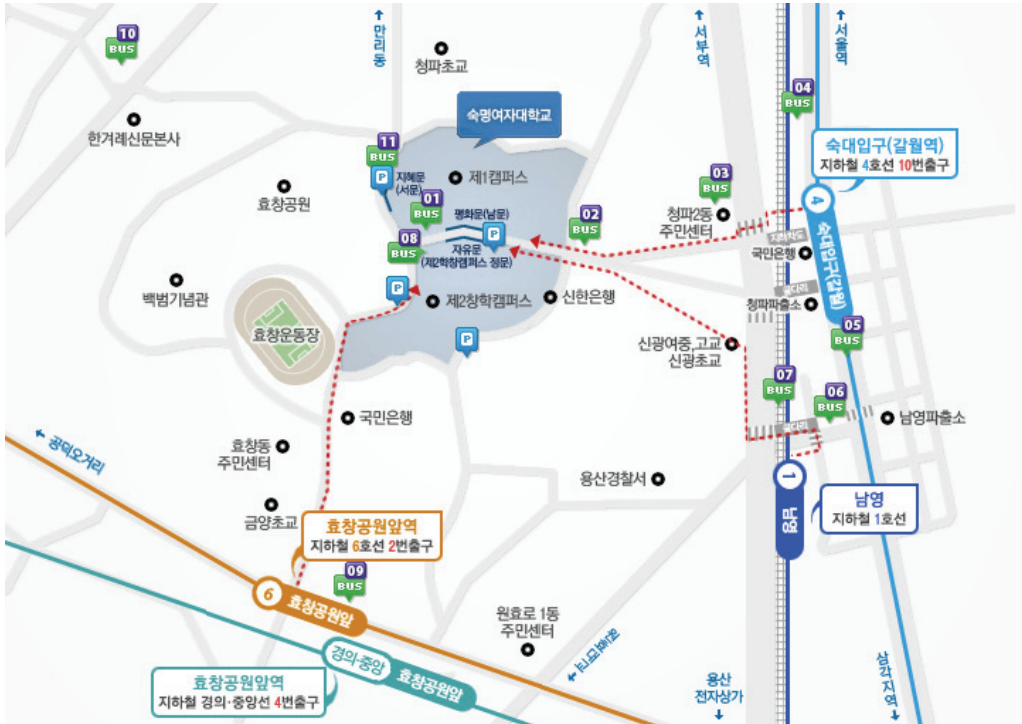 10
BUS
만리동
청파초교
서부역
서울역
04
BUS
숙명여자대학교
한겨레신문본사
11
BUS
P
지혜문
(서문)
제1캠퍼스
숙대입구(갈월역)
지하철 4호선 10번출구
03
BUS
청파2동
주민센터
4
숙대입구(갈월)
효창공원
01
BUS
평화문(남문)
P
02
BUS
08
BUS
자유문
(제2학창캠퍼스 정문)
지하차도
국민은행
굴다리
청파파출소
백범기념관
P
제2창학캠퍼스
신한은행
효창운동장
P
신광여중,고교
신광초교
05
BUS
07
BUS
06
BUS
굴다리
남영파출소
국민은행
공덕오거리
효창동
주민센터
용산경찰서
1
남영
남영
지하철 1호선
금양초교
효창공원앞역
지하철 6호선 2번출구
09
BUS
6
효창공원앞
원효로 1동
주민센터
경의·중앙
효창공원앞
효창공원앞역
지하철 경의·중앙선 4번출구
용산
전자상가
삼각지역